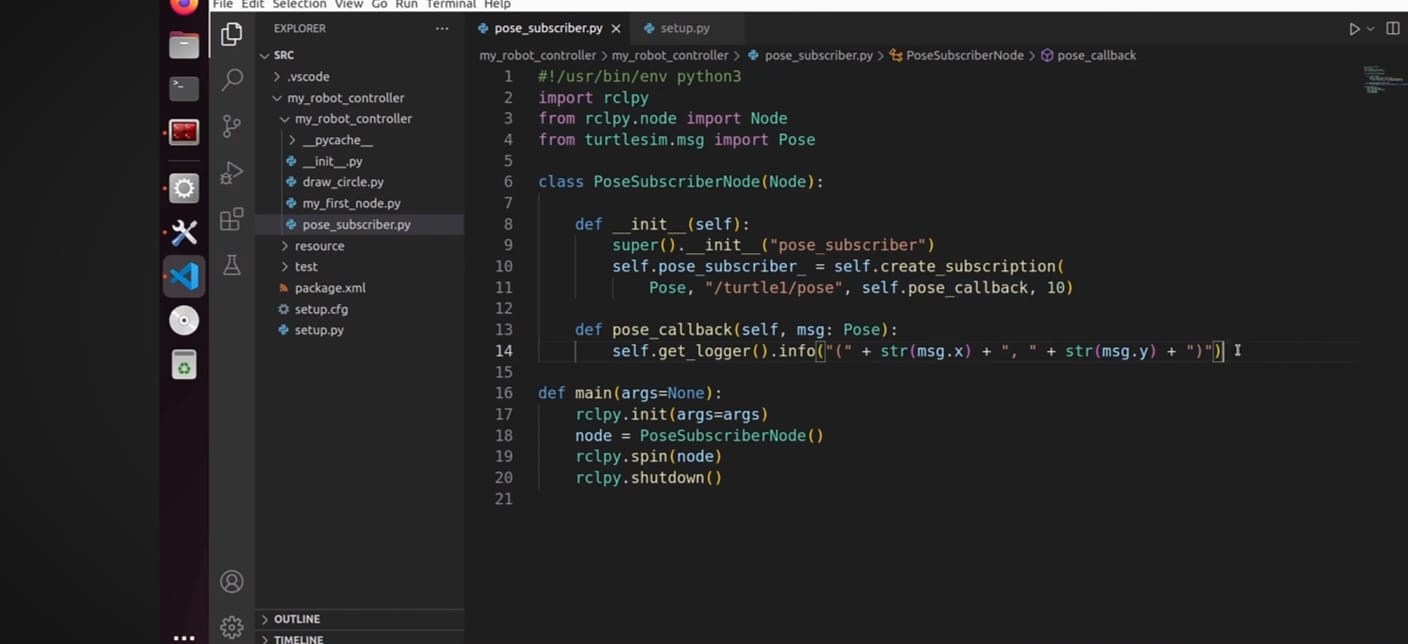 File Edit Selection View Go Run Terminal Help
EXPLORER
SRC
.vscode
my_robot_controller
my_robot_controller
__pycache__
__init__.py
draw_circle.py
my_first_node.py
pose_subscriber.py
resource
test
package.xml
setup.cfg
setup.py
OUTLINE
TIMELINE
pose_subscriber.py
setup.py
my_robot_controller > my_robot_controller > pose_subscriber.py > PoseSubscriberNode > pose_callback
1 #!/usr/bin/env python3
2 import rclpy
3 from rclpy.node import Node
4 from turtlesim.msg import Pose
5
6 class PoseSubscriberNode(Node):
7
8 def __init__(self):
9 super().__init__("pose_subscriber")
10 self.pose_subscriber_ = self.create_subscription(
11 Pose, "/turtle1/pose", self.pose_callback, 10)
12
13 def pose_callback(self, msg: Pose):
14 self.get_logger().info("(" + str(msg.x) + ", " + str(msg.y) + ")")
15
16 def main(args=None):
17 rclpy.init(args=args)
18 node = PoseSubscriberNode()
19 rclpy.spin(node)
20 rclpy.shutdown()
21